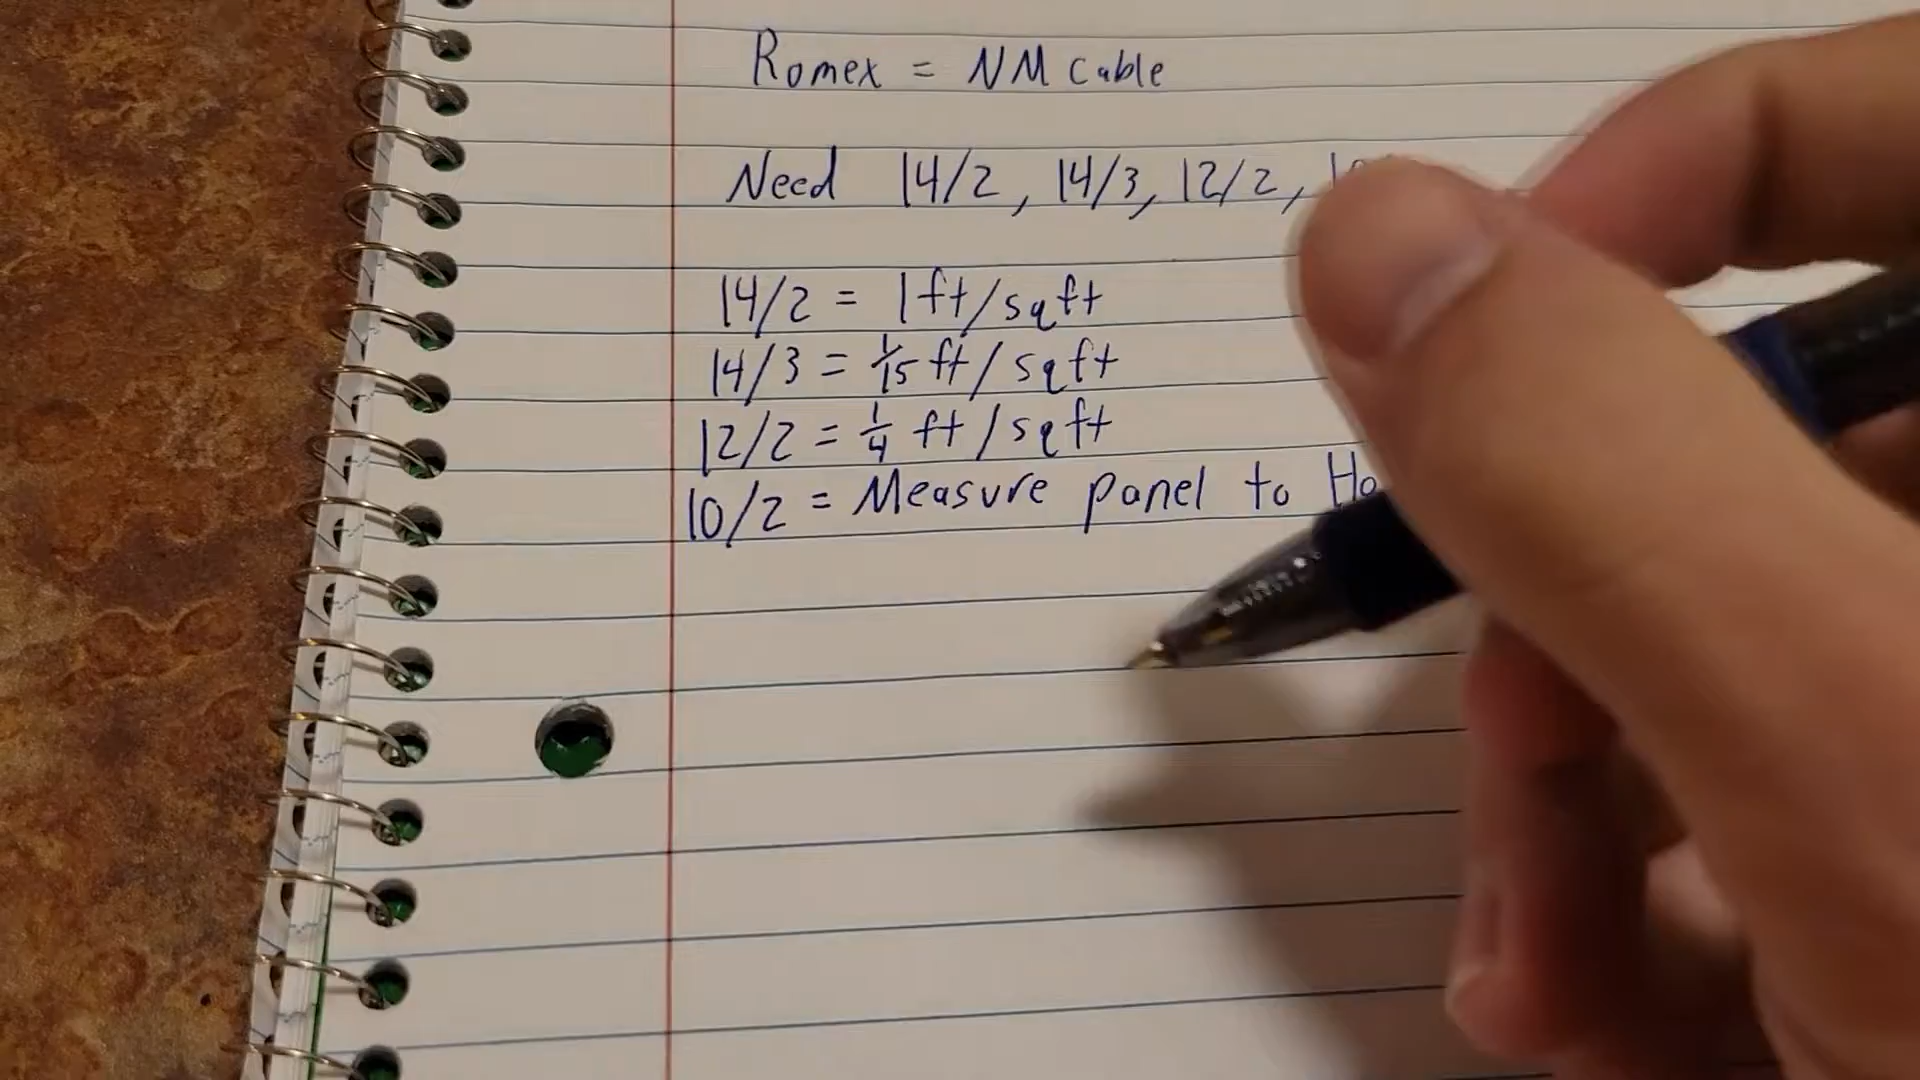 Romex = NM Cable
Need 14/2, 14/3, 12/2,
14/2 = 1ft/sqft
14/3 = 1/15 ft/sqft
12/2 = 1/4 ft/sqft
10/2 = Measure panel to